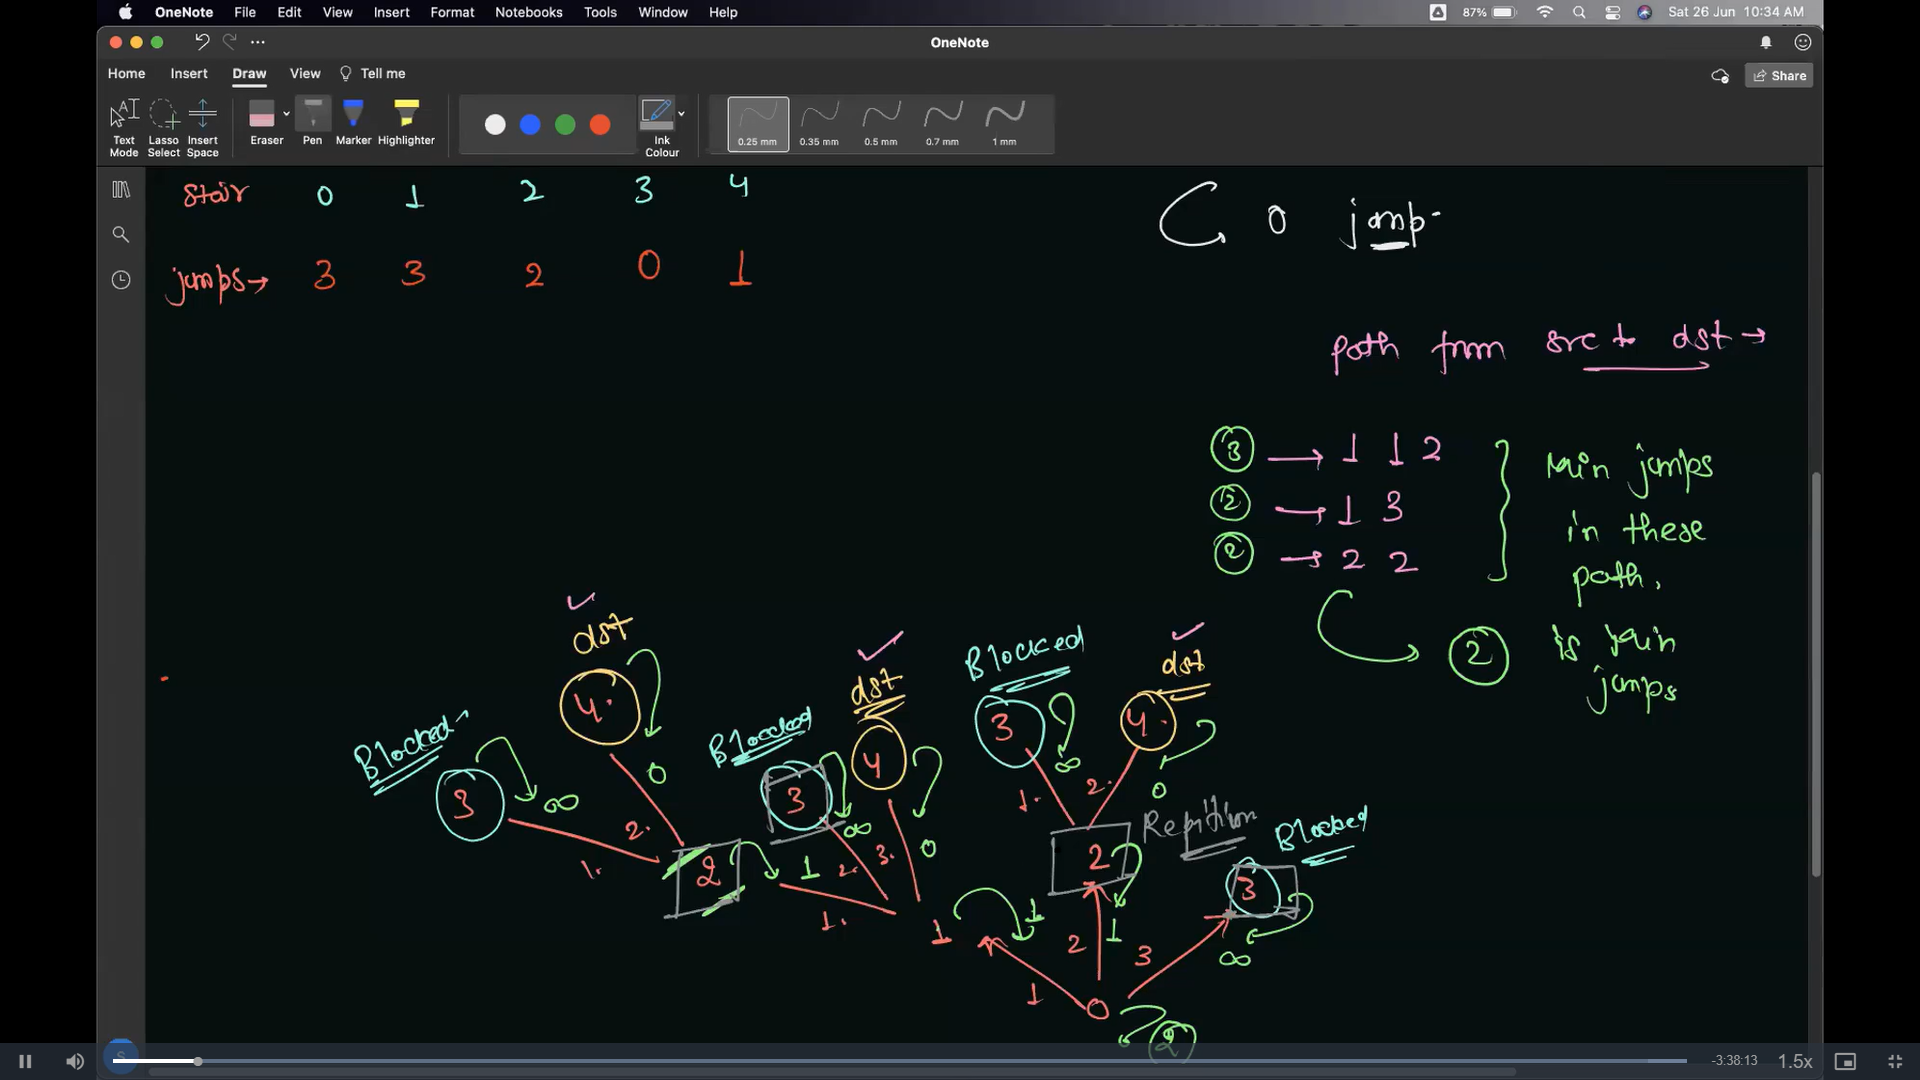 OneNote File Edit View Insert Format Notebooks Tools Window Help 87% Sat 26 Jun 10:34 AM
OneNote
Home Insert Draw View Tell me Share
Text Mode Lasso Select Insert Space Eraser Pen Marker Highlighter Ink Colour 0.25 mm 0.35 mm 0.5 mm 0.7 mm 1 mm
Stair 0 1 2 3 4
0 jump
jumps → 3 3 2 0 1
path from src to dst →
3 → 1 1 2
2 → 1 3
2 → 2 2
Min jumps
in these
path.
2 is Min
jumps
dst
4
0
Blocked
3
∞
2.
1.
2
1
1.
Blocked
3
∞
2.
dst
4
0
3.
1
1
Blocked
3
∞
1.
dst
4
0
2.
2
1
Repitition
Blocked
3
∞
1
2
3
0
2
-3:38:13 1.5x